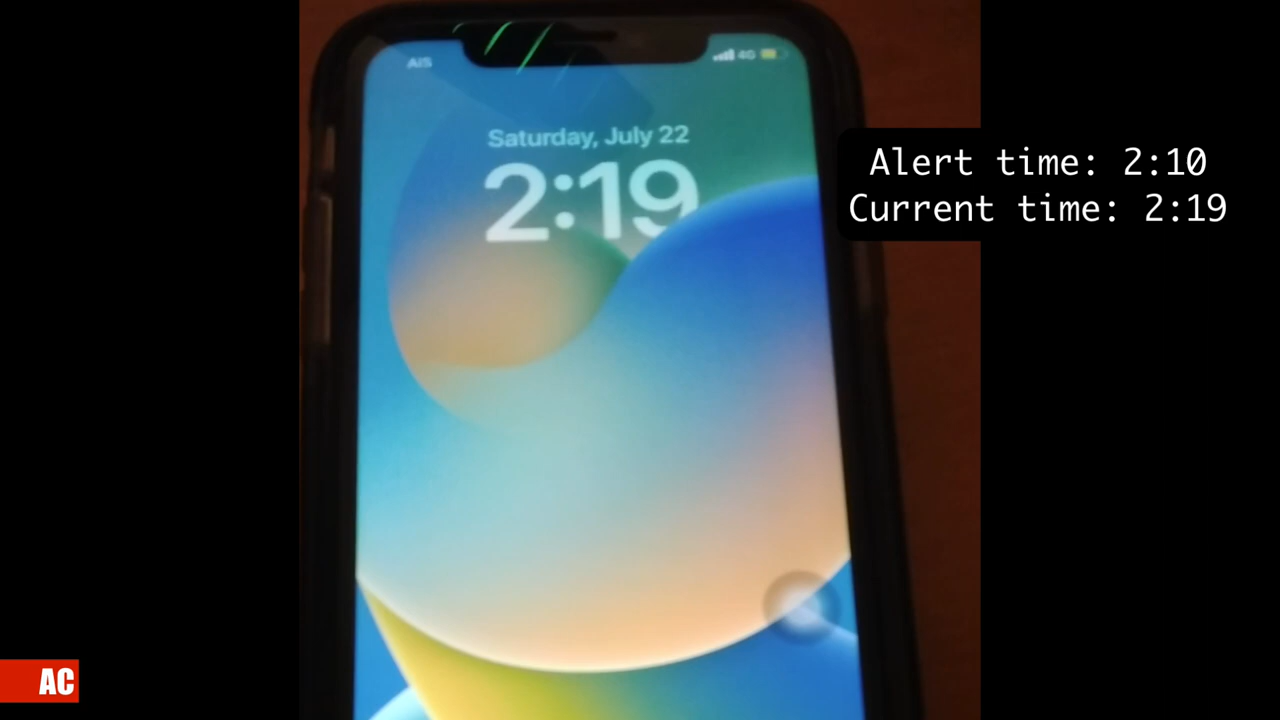 AIS
4G
Saturday, July 22
2:19
Alert time: 2:10
Current time: 2:19
AC